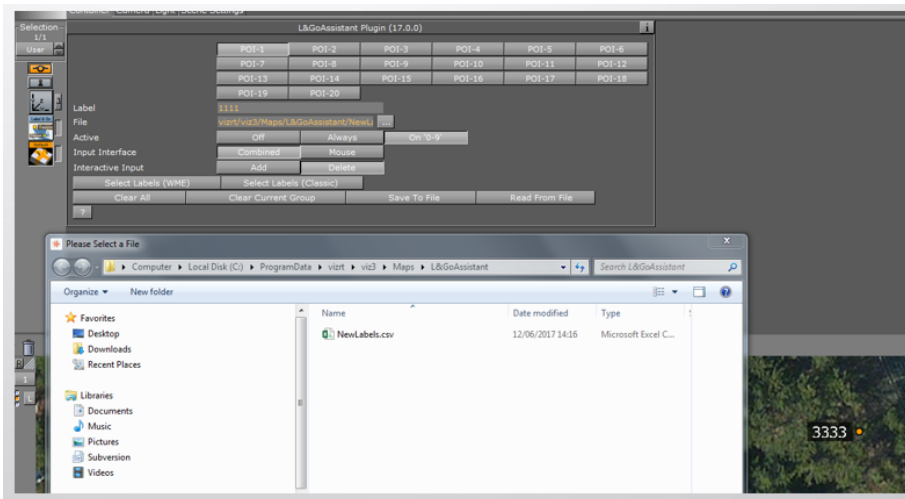 Container Camera Light Scene Settings
Selection
1/1
User
L&GoAssistant Plugin (17.0.0)
i
POI-1 POI-2 POI-3 POI-4 POI-5 POI-6
POI-7 POI-8 POI-9 POI-10 POI-11 POI-12
POI-13 POI-14 POI-15 POI-16 POI-17 POI-18
POI-19 POI-20
Label 1111
File vizrt/viz3/Maps/L&GoAssistant/NewL ...
Active Off Always On '0-9'
Input Interface Combined Mouse
Interactive Input Add Delete
Select Labels (WME) Select Labels (Classic)
Clear All Clear Current Group Save To File Read From File
?
Please Select a File
x
Computer Local Disk (C:) ProgramData vizrt viz3 Maps L&GoAssistant Search L&GoAssistant
Organize New folder
Favorites
Desktop
Downloads
Recent Places
Libraries
Documents
Music
Pictures
Subversion
Videos
Name Date modified Type
NewLabels.csv 12/06/2017 14:16 Microsoft Excel C...
R
1
L
3333